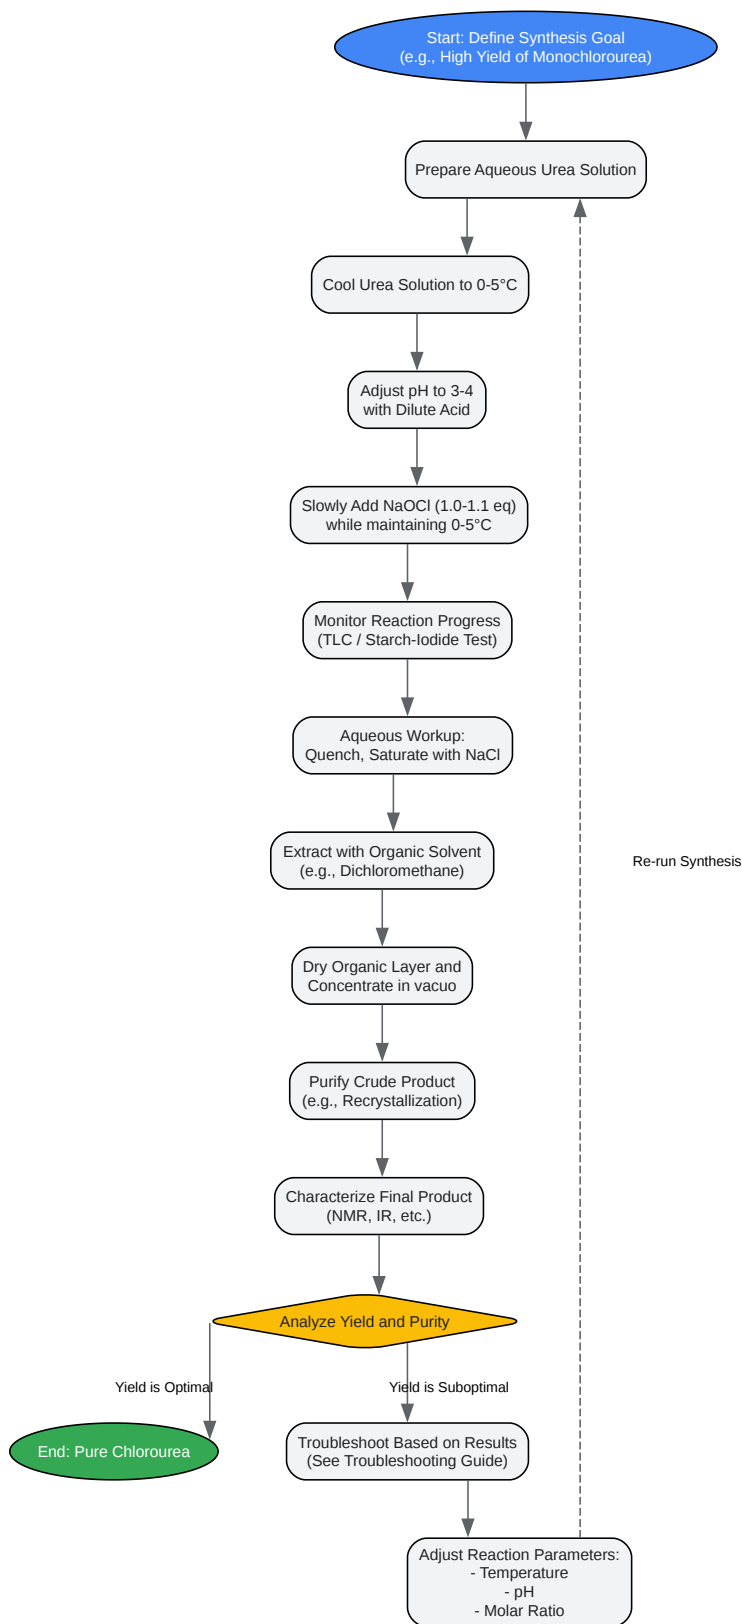 Start: Define Synthesis Goal
(e.g., High Yield of Monochlorourea)
Prepare Aqueous Urea Solution
Cool Urea Solution to 0-5°C
Adjust pH to 3-4
with Dilute Acid
Slowly Add NaOCl (1.0-1.1 eq)
while maintaining 0-5°C
Monitor Reaction Progress
(TLC / Starch-Iodide Test)
Aqueous Workup:
Quench, Saturate with NaCl
Extract with Organic Solvent
(e.g., Dichloromethane)
Re-run Synthesis
Dry Organic Layer and
Concentrate in vacuo
Purify Crude Product
(e.g., Recrystallization)
Characterize Final Product
(NMR, IR, etc.)
Analyze Yield and Purity
Yield is Optimal
Yield is Suboptimal
End: Pure Chlorourea
Troubleshoot Based on Results
(See Troubleshooting Guide)
Adjust Reaction Parameters:
- Temperature
- pH
- Molar Ratio